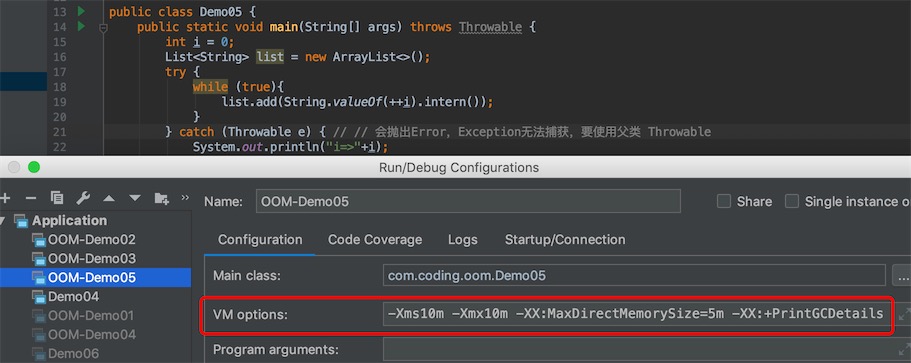 13 public class Demo05 {
14 public static void main(String[] args) throws Throwable {
15 int i = 0;
16 List<String> list = new ArrayList<>();
17 try {
18 while (true){
19 list.add(String.valueOf(++i).intern());
20 }
21 } catch (Throwable e) { // // 会抛出Error, Exception无法捕获，要使用父类 Throwable
22 System.out.println("i=>"+i);
Run/Debug Configurations
Name: OOM-Demo05 Share Single instance o
Application
OOM-Demo02
OOM-Demo03
OOM-Demo05
Demo04
OOM-Demo01
OOM-Demo04
Demo06
Configuration Code Coverage Logs Startup/Connection
Main class: com.coding.oom.Demo05 ...
VM options: -Xms10m -Xmx10m -XX:MaxDirectMemorySize=5m -XX:+PrintGCDetails
Program arguments: